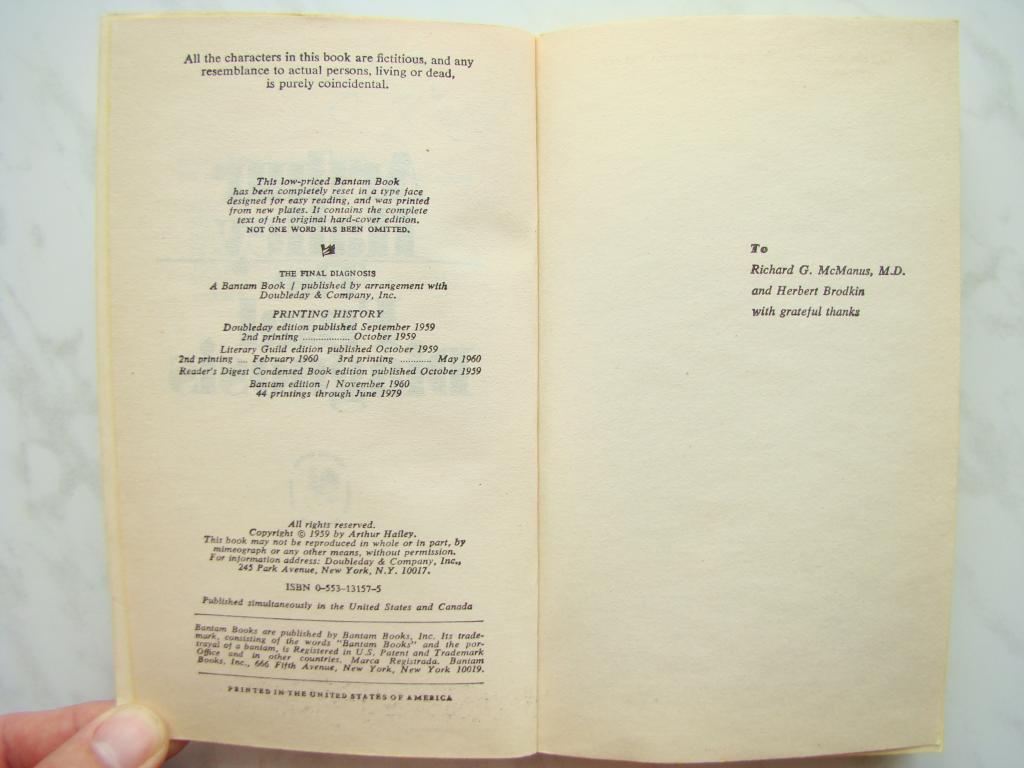 All the characters in this book are fictitious, and any
resemblance to actual persons, living or dead,
is purely coincidental.
This low-priced Bantam Book
has been completely reset in a type face
designed for easy reading, and was printed
from new plates. It contains the complete
text of the original hard-cover edition.
NOT ONE WORD HAS BEEN OMITTED.
THE FINAL DIAGNOSIS
A Bantam Book / published by arrangement with
Doubleday & Company, Inc.
PRINTING HISTORY
Doubleday edition published September 1959
2nd printing .................. October 1959
Literary Guild edition published October 1959
2nd printing .... February 1960 3rd printing ............ May 1960
Reader's Digest Condensed Book edition published October 1959
Bantam edition / November 1960
44 printings through June 1979
All rights reserved.
Copyright © 1959 by Arthur Hailey.
This book may not be reproduced in whole or in part, by
mimeograph or any other means, without permission.
For information address: Doubleday & Company, Inc.,
245 Park Avenue, New York, N.Y. 10017.
ISBN 0-553-13157-5
Published simultaneously in the United States and Canada
Bantam Books are published by Bantam Books, Inc. Its trade-
mark, consisting of the words "Bantam Books" and the por-
trayal of a bantam, is Registered in U.S. Patent and Trademark
Office and in other countries. Marca Registrada. Bantam
Books, Inc., 666 Fifth Avenue, New York, New York 10019.
PRINTED IN THE UNITED STATES OF AMERICA
To
Richard G. McManus, M.D.
and Herbert Brodkin
with grateful thanks